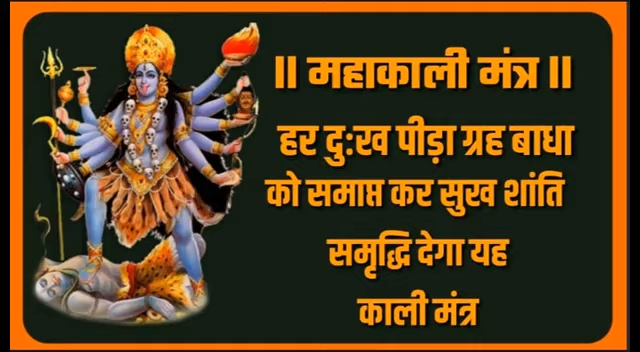 ॥ महाकाली मंत्र ॥
हर दुःख पीड़ा ग्रह बाधा
को समाप्त कर सुख शांति
समृद्धि देगा यह
काली मंत्र